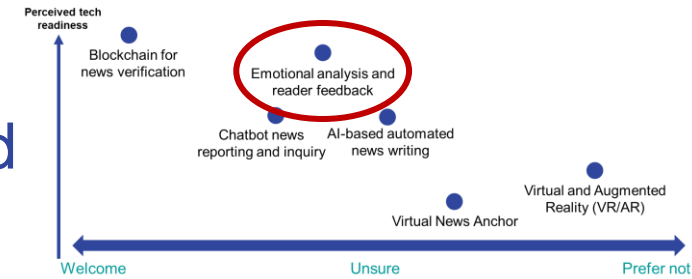 Perceived tech
readiness
Blockchain for
news verification
Emotional analysis and
reader feedback
d
Chatbot news
reporting and inquiry
AI-based automated
news writing
Virtual and Augmented
Reality (VR/AR)
Virtual News Anchor
Welcome
Unsure
Prefer not